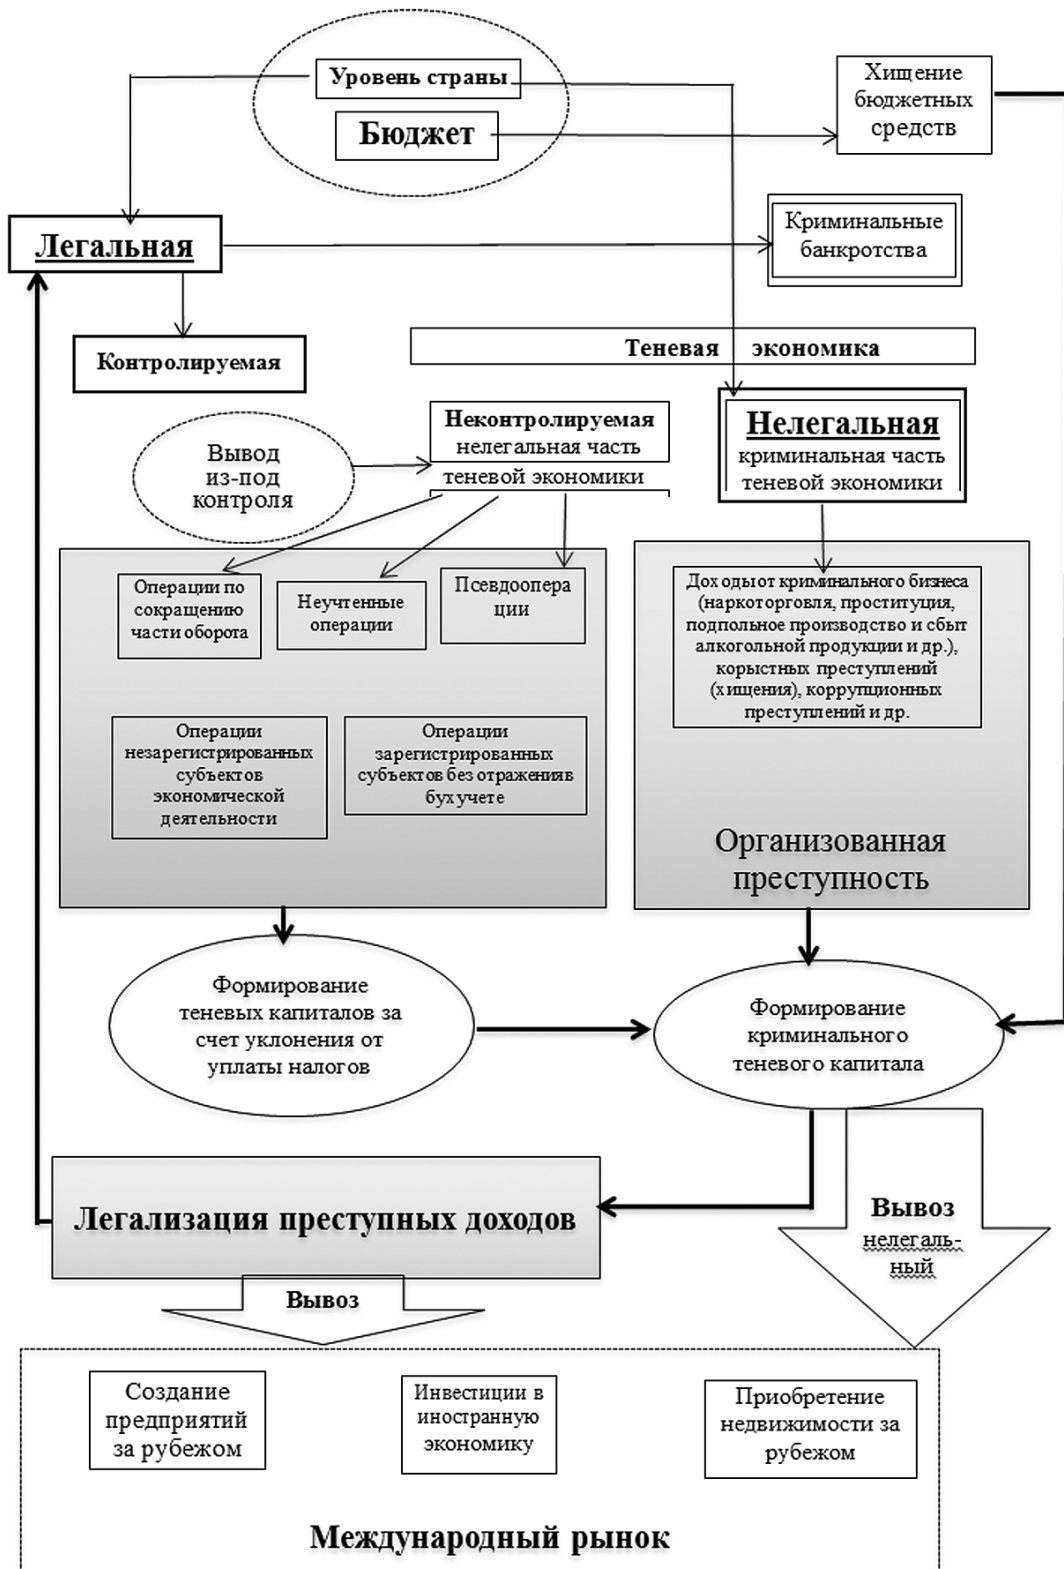 Уровень страны
Бюджет
Хищение
бюджетных
средств
Легальная
Криминальные
банкротства
Контролируемая
Теневая экономика
Вывод
из-под
контроля
Неконтролируемая
нелегальная часть
теневой экономики
Нелегальная
криминальная часть
теневой экономики
Операции по
сокращению
части оборота
Неучтенные
операции
Псевдоопера
ции
Доходы от криминального бизнеса
(наркоторговля, проституция,
подпольное производство и сбыт
алкогольной продукции и др.),
корыстных преступлений
(хищения), коррупционных
преступлений и др.
Операции
незарегистрированных
субъектов
экономической
деятельности
Операции
зарегистрированных
субъектов без отражения в
бухучете
Организованная
преступность
Формирование
теневых капиталов за
счет уклонения от
уплаты налогов
Формирование
криминального
теневого капитала
Легализация преступных доходов
Вывоз
нелегаль-
ный
Вывоз
Создание
предприятий
за рубежом
Инвестиции в
иностранную
экономику
Приобретение
недвижимости за
рубежом
Международный рынок